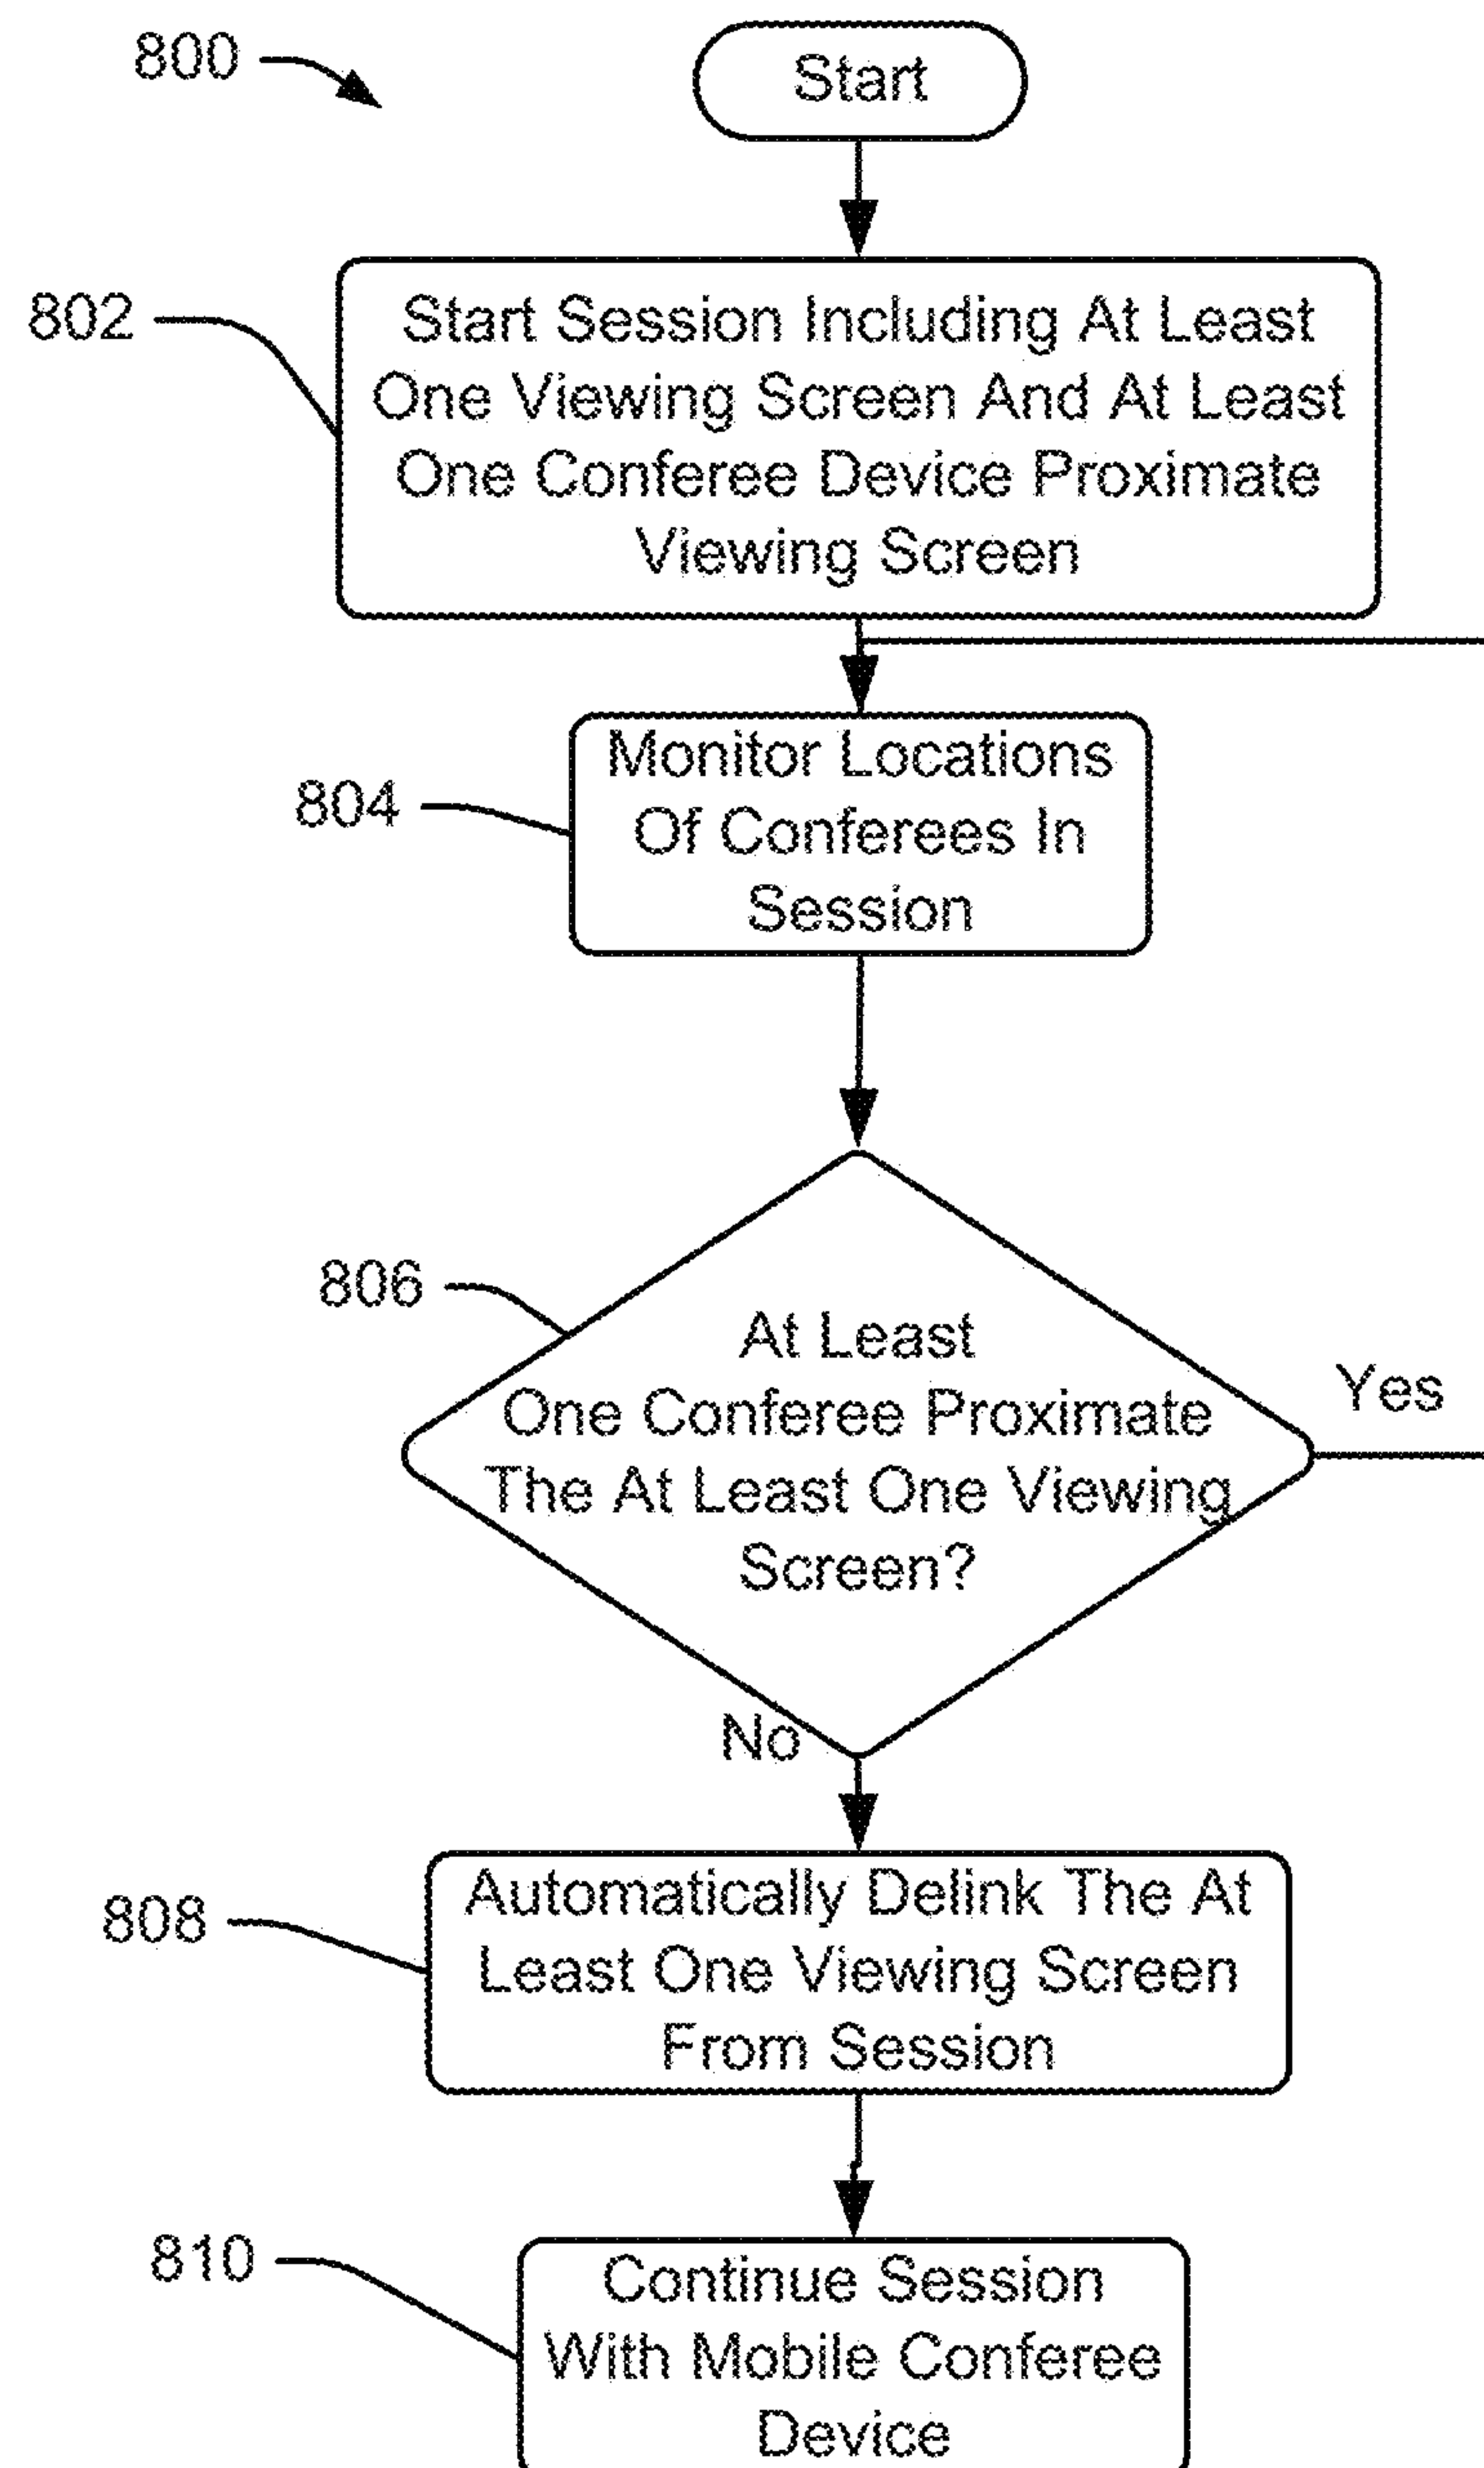 800
Start
802
Start Session Including At Least
One Viewing Screen And At Least
One Conferee Device Proximate
Viewing Screen
804
Monitor Locations
Of Conferees In
Session
806
At Least
One Conferee Proximate
The At Least One Viewing
Screen?
Yes
No
808
Automatically Delink The At
Least One Viewing Screen
From Session
810
Continue Session
With Mobile Conferee
Device